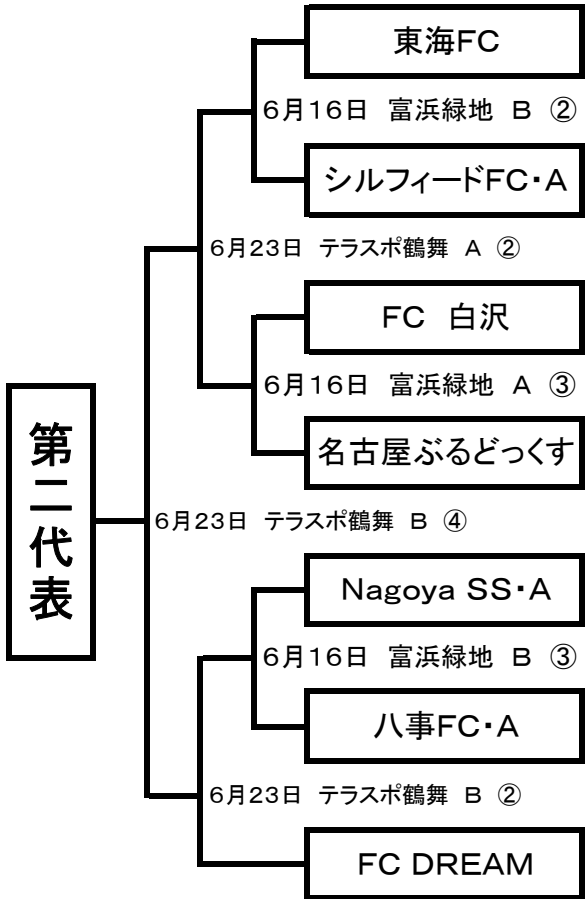 東海FC
6月16日 富浜緑地 B ②
シルフィードFC・A
6月23日 テラスポ鶴舞 A ②
FC 白沢
6月16日 富浜緑地 A ③
名古屋ぶるどっくす
第二代表
6月23日 テラスポ鶴舞 B ④
Nagoya SS・A
6月16日 富浜緑地 B ③
八事FC・A
6月23日 テラスポ鶴舞 B ②
FC DREAM